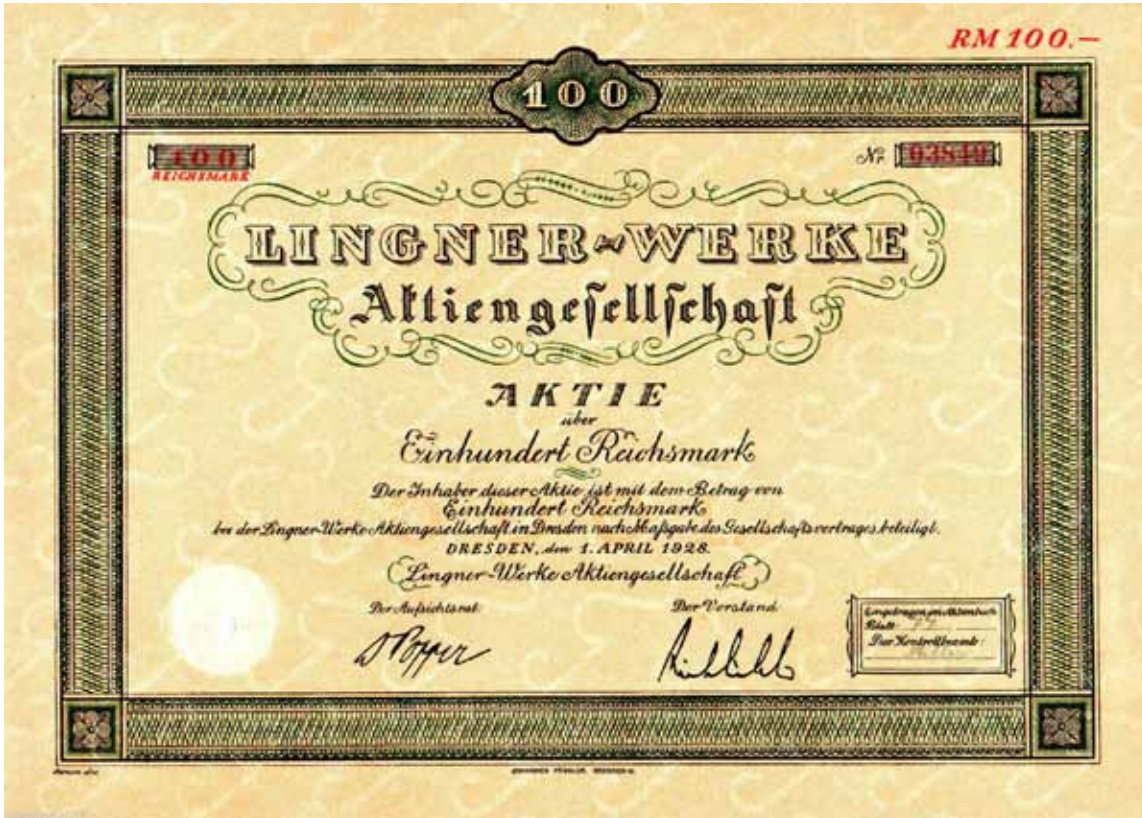 RM 100.—
100
100
REICHSMARK
Nr. 03849
LINGNER-WERKE
Aktiengesellschaft
AKTIE
über
Einhundert Reichsmark
Der Inhaber dieser Aktie ist mit dem Betrag von
Einhundert Reichsmark
bei der Lingner-Werke Aktiengesellschaft in Dresden nach Maßgabe des Gesellschaftsvertrages beteiligt.
DRESDEN, den 1. APRIL 1928.
Lingner-Werke Aktiengesellschaft
Der Aufsichtsrat
Der Vorstand
Eingetragen im Aktienbuch
Blatt
Der Kontrollbeamte: